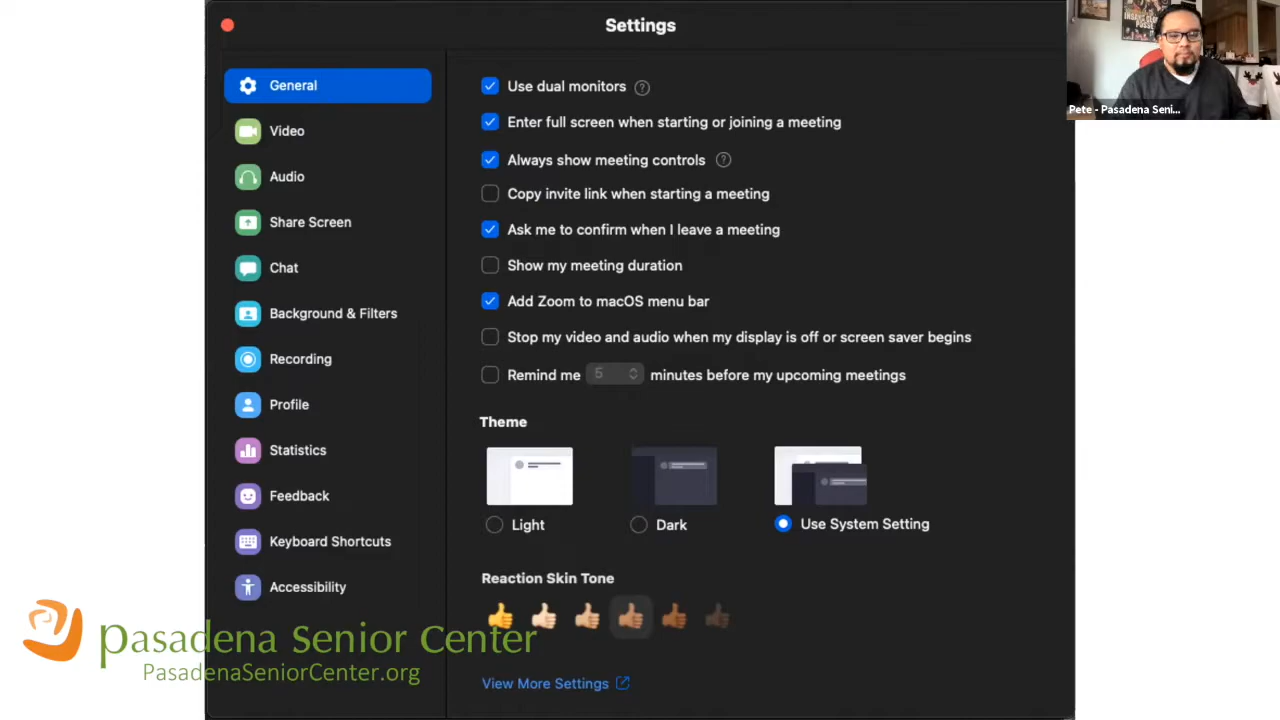 Settings
General
Video
Audio
Share Screen
Chat
Background & Filters
Recording
Profile
Statistics
Feedback
Keyboard Shortcuts
Accessibility
Use dual monitors ?
Enter full screen when starting or joining a meeting
Always show meeting controls ?
Copy invite link when starting a meeting
Ask me to confirm when I leave a meeting
Show my meeting duration
Add Zoom to macOS menu bar
Stop my video and audio when my display is off or screen saver begins
Remind me 5 minutes before my upcoming meetings
Theme
Light Dark Use System Setting
Reaction Skin Tone
View More Settings
Pete - Pasadena Seni...
Pasadena Senior Center
PasadenaSeniorCenter.org